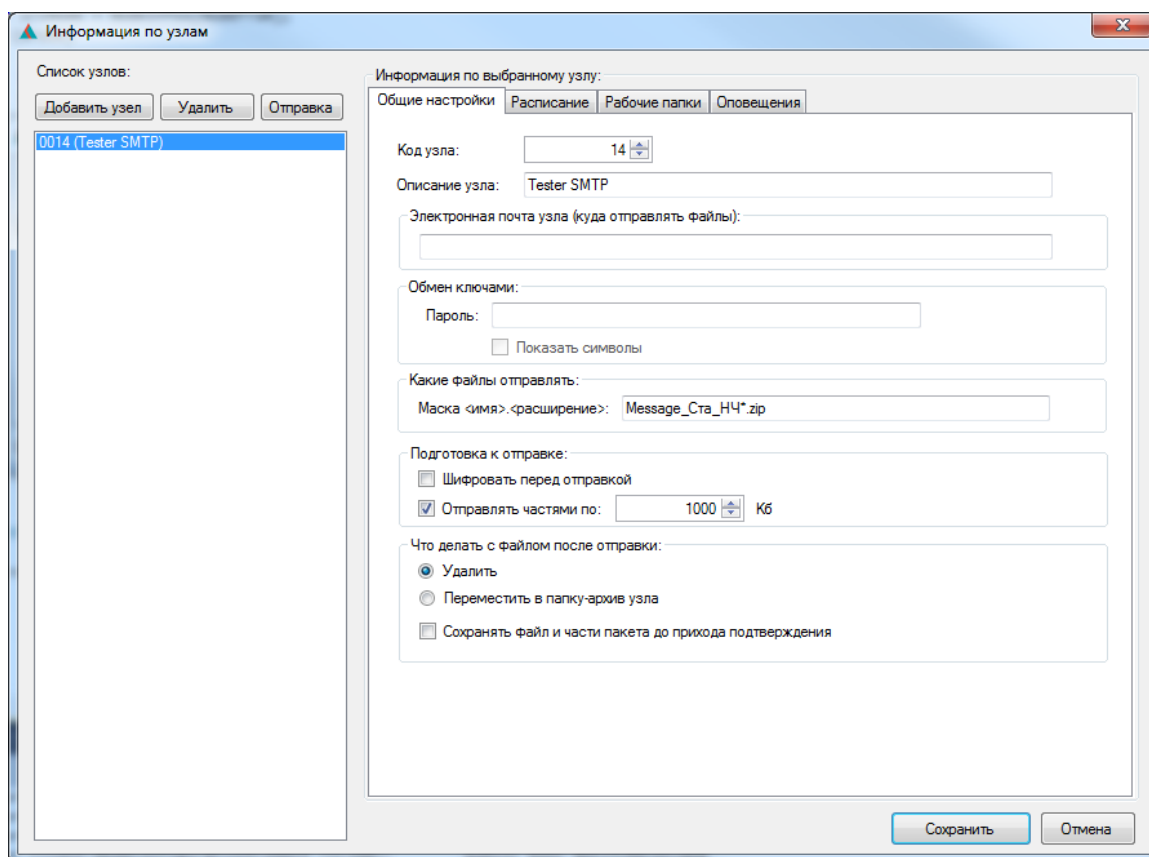 Информация по узлам
Список узлов:
Добавить узел Удалить Отправка
0014 (Tester SMTP)
Информация по выбранному узлу:
Общие настройки Расписание Рабочие папки Оповещения
Код узла: 14
Описание узла: Tester SMTP
Электронная почта узла (куда отправлять файлы):
Обмен ключами:
Пароль:
Показать символы
Какие файлы отправлять:
Маска <имя>.<расширение>: Message_Ста_НЧ*.zip
Подготовка к отправке:
Шифровать перед отправкой
Отправлять частями по: 1000 Кб
Что делать с файлом после отправки:
Удалить
Переместить в папку-архив узла
Сохранять файл и части пакета до прихода подтверждения
Сохранить Отмена